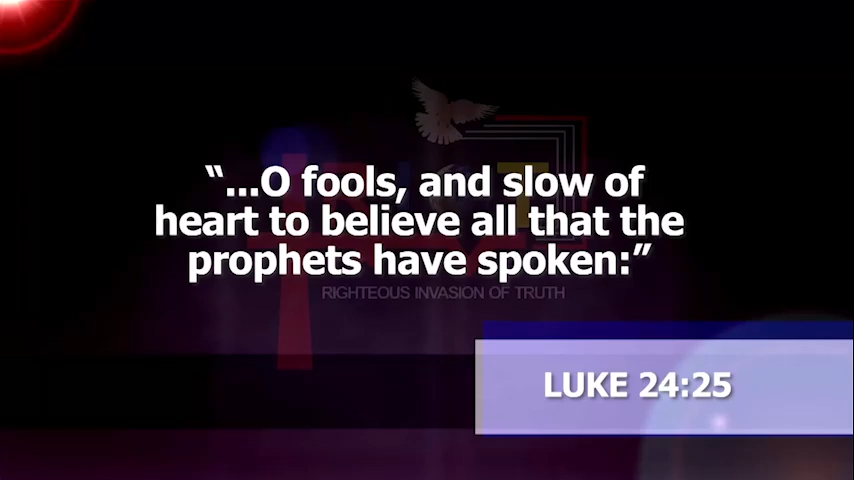 “...O fools, and slow of
heart to believe all that the
prophets have spoken:”
RIGHTEOUS INVASION OF TRUTH
LUKE 24:25